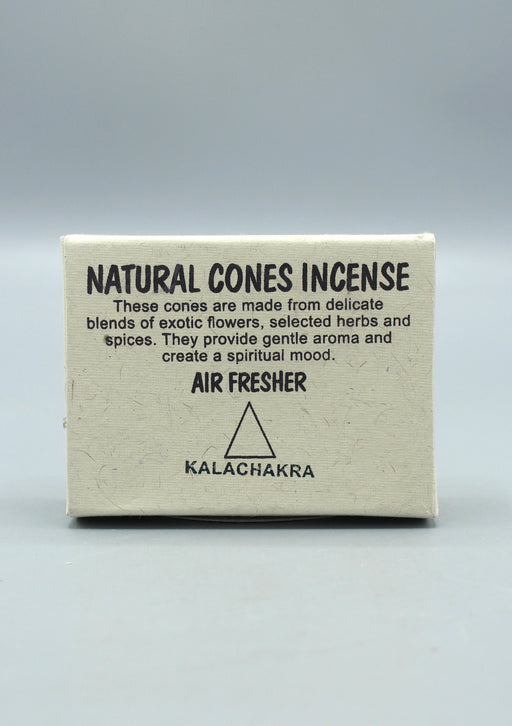 NATURAL CONES INCENSE
These cones are made from delicate
blends of exotic flowers, selected herbs and
spices. They provide gentle aroma and
create a spiritual mood.
AIR FRESHER
KALACHAKRA